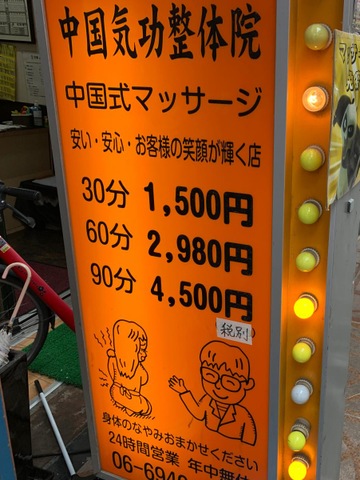 中国気功整体院
中国式マッサージ
安い・安心・お客様の笑顔が輝く店
30分 1,500円
60分 2,980円
90分 4,500円
税別
身体のなやみおまかせください
24時間営業 年中無休
06-694